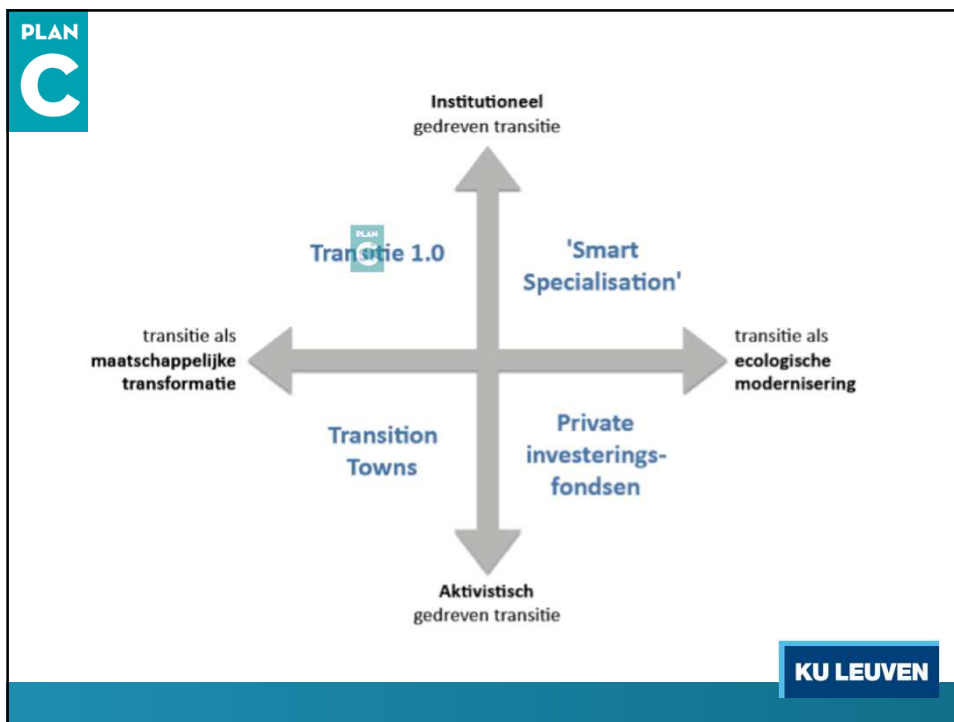 PLAN
C
Institutioneel
gedreven transitie
PLAN
C
Transitie 1.0
'Smart
Specialisation'
transitie als
maatschappelijke
transformatie
transitie als
ecologische
modernisering
Transition
Towns
Private
investerings-
fondsen
Aktivistisch
gedreven transitie
KU LEUVEN